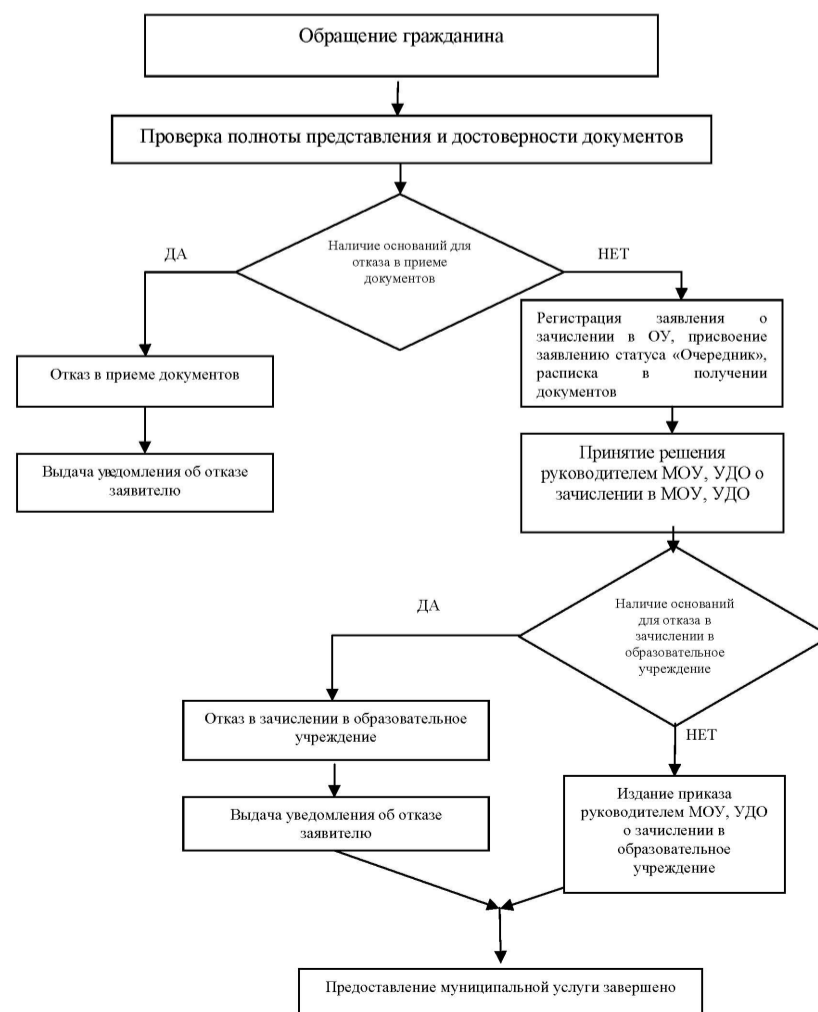 Обращение гражданина
Проверка полноты представления и достоверности документов
Наличие оснований для
отказа в приеме
документов
ДА
НЕТ
Регистрация заявления о
зачислении в ОУ, присвоение
заявлению статуса «Очередник»,
расписка в получении
документов
Отказ в приеме документов
Выдача уведомления об отказе
заявителю
Принятие решения
руководителем МОУ, УДО о
зачислении в МОУ, УДО
Наличие оснований
для отказа в
зачислении в
образовательное
учреждение
ДА
НЕТ
Отказ в зачислении в образовательное
учреждение
Выдача уведомления об отказе
заявителю
Издание приказа
руководителем МОУ, УДО
о зачислении в
образовательное
учреждение
Предоставление муниципальной услуги завершено